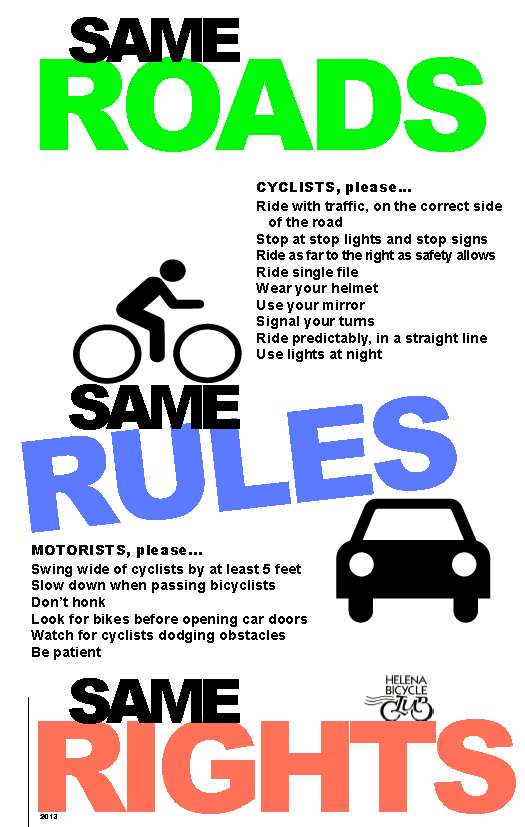 SAME
ROADS
CYCLISTS, please...
Ride with traffic, on the correct side
of the road
Stop at stop lights and stop signs
Ride as far to the right as safety allows
Ride single file
Wear your helmet
Use your mirror
Signal your turns
Ride predictably, in a straight line
Use lights at night
SAME
RULES
MOTORISTS, please...
Swing wide of cyclists by at least 5 feet
Slow down when passing bicyclists
Don't honk
Look for bikes before opening car doors
Watch for cyclists dodging obstacles
Be patient
SAME
RIGHTS
HELENA
BICYCLE
CLUB
2013